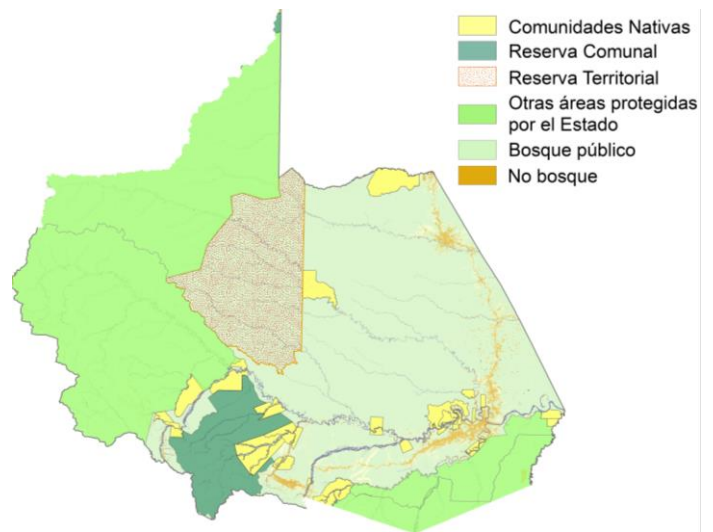 Comunidades Nativas
Reserva Comunal
Reserva Territorial
Otras áreas protegidas
por el Estado
Bosque público
No bosque